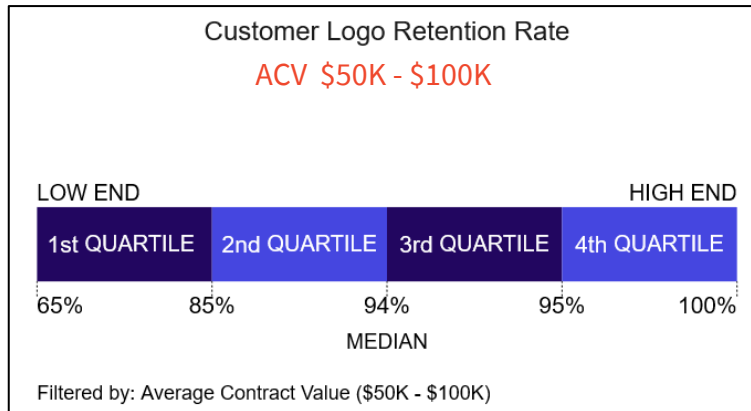 Customer Logo Retention Rate
ACV $50K - $100K
LOW END HIGH END
1st QUARTILE 2nd QUARTILE 3rd QUARTILE 4th QUARTILE
65% 85% 94% 95% 100%
MEDIAN
Filtered by: Average Contract Value ($50K - $100K)